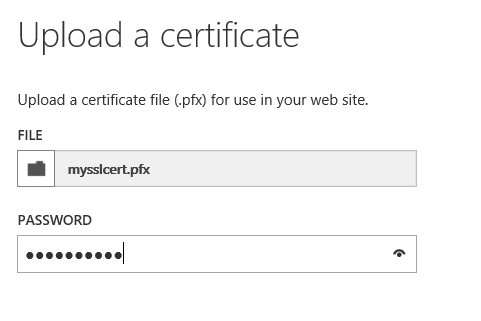 Upload a certificate
Upload a certificate file (.pfx) for use in your web site.
FILE
mysslcert.pfx
PASSWORD
●●●●●●●●●●